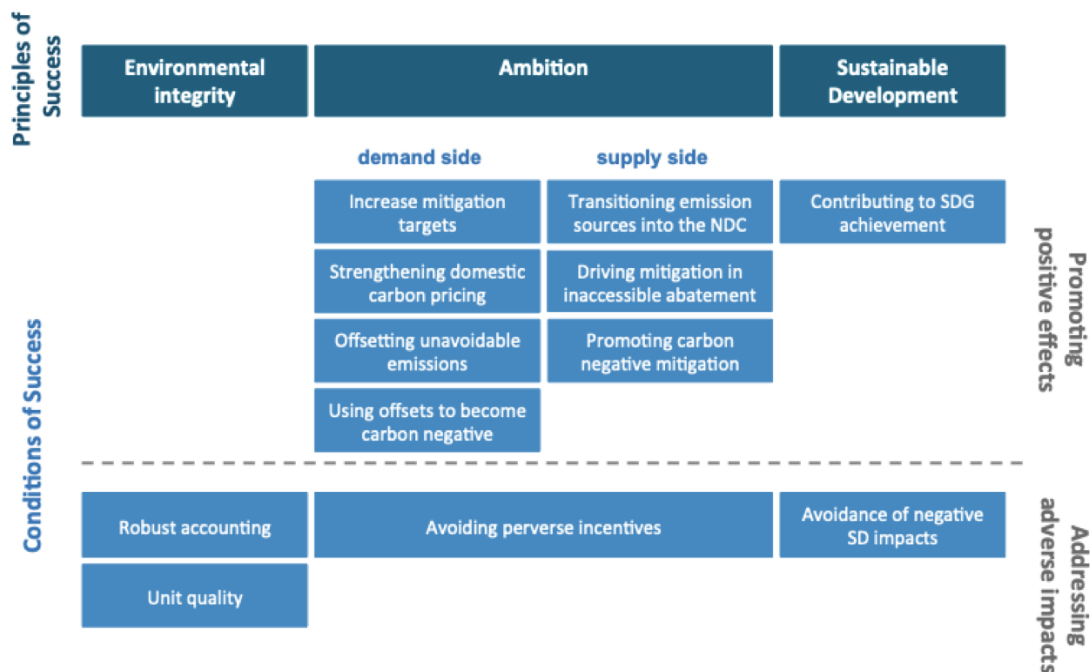 Principles of
Success
Environmental
integrity
Ambition
Sustainable
Development
demand side
supply side
Increase mitigation
targets
Transitioning emission
sources into the NDC
Contributing to SDG
achievement
Strengthening domestic
carbon pricing
Driving mitigation in
inaccessible abatement
Offsetting unavoidable
emissions
Promoting carbon
negative mitigation
Using offsets to become
carbon negative
Promoting
positive effects
Conditions of Success
Robust accounting
Avoiding perverse incentives
Avoidance of negative
SD impacts
Unit quality
Addressing
adverse impacts